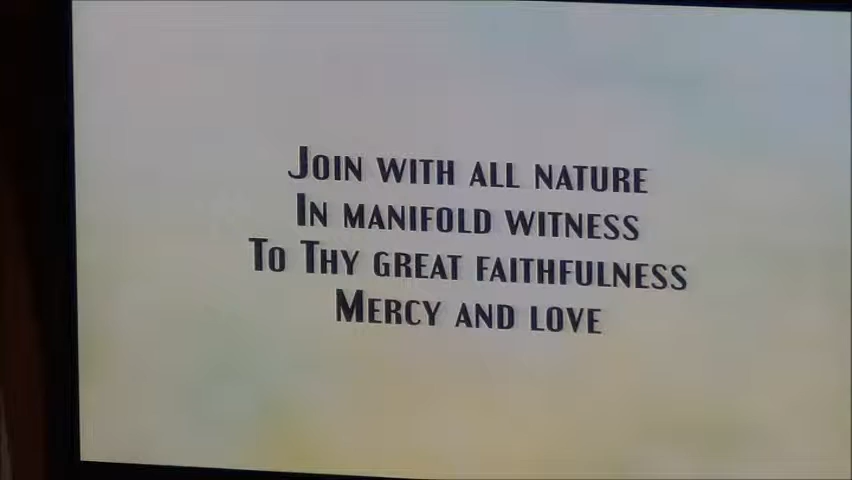 Join with all nature
In manifold witness
To Thy great faithfulness
Mercy and love